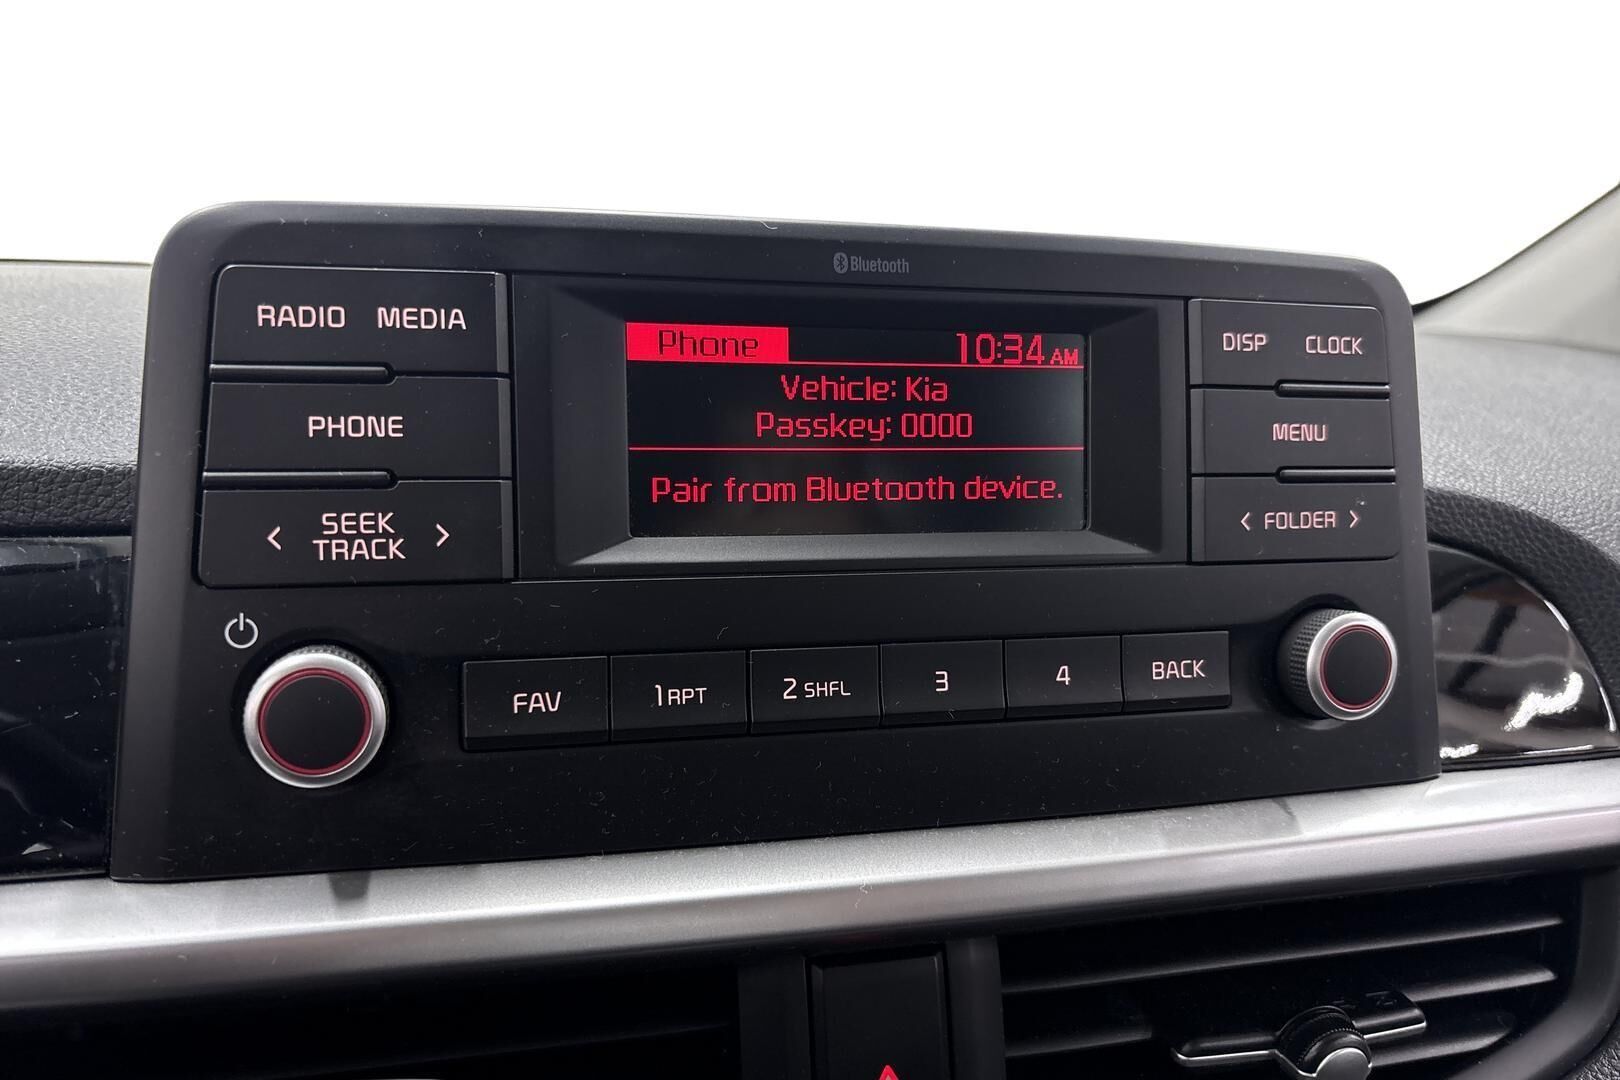 Bluetooth
RADIO MEDIA
PHONE
< SEEK TRACK >
Phone 10:34 AM
Vehicle: Kia
Passkey: 0000
Pair from Bluetooth device.
DISP CLOCK
MENU
< FOLDER >
FAV 1 RPT 2 SHFL 3 4 BACK